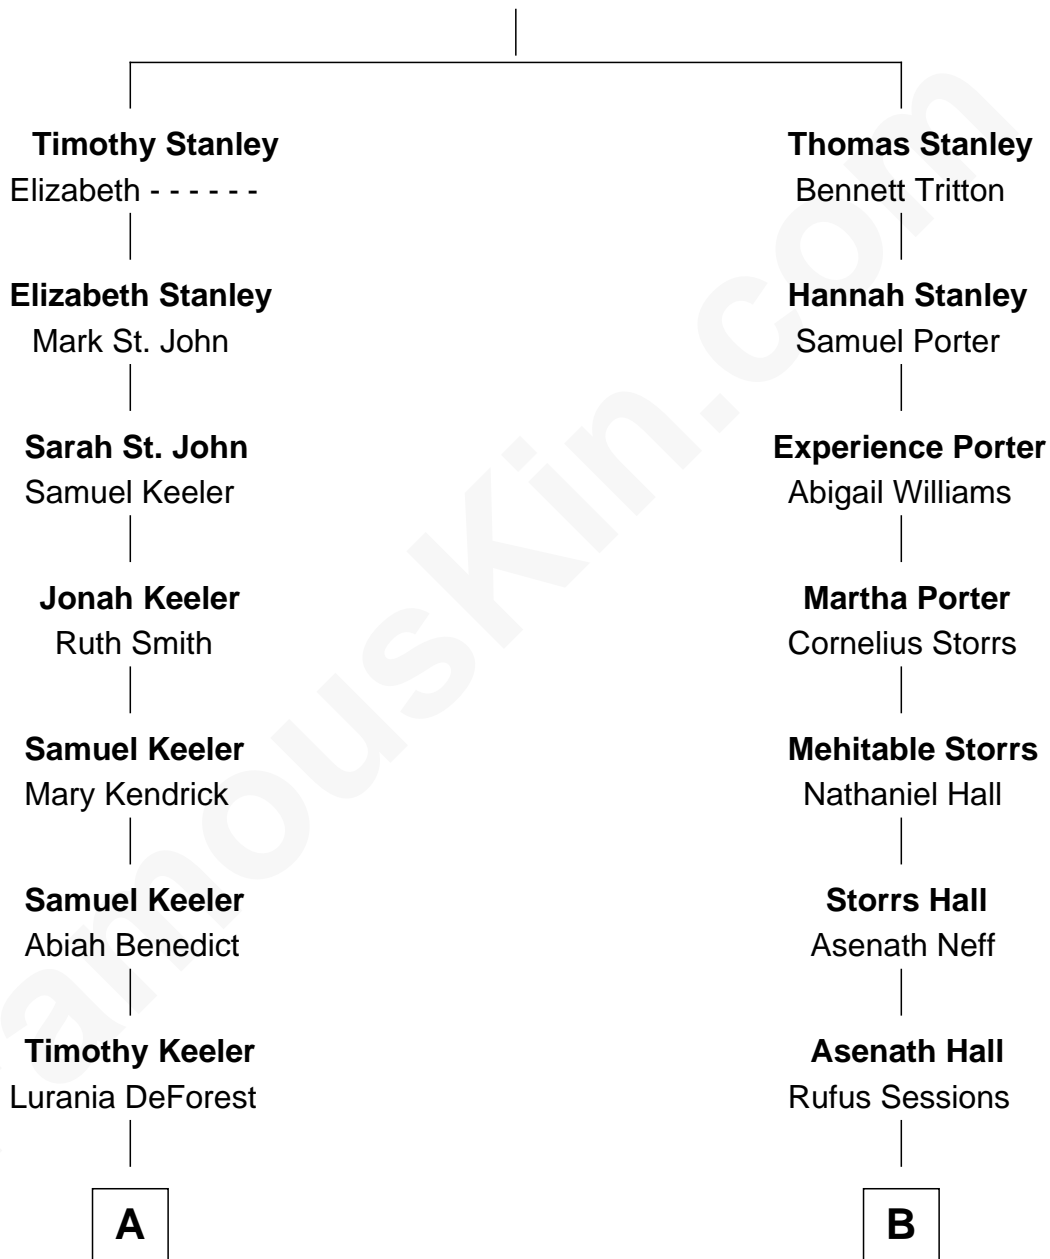 Timothy Stanley
Elizabeth - - - - - -
Thomas Stanley
Bennett Tritton
Elizabeth Stanley
Mark St. John
Hannah Stanley
Samuel Porter
Sarah St. John
Samuel Keeler
Experience Porter
Abigail Williams
Jonah Keeler
Ruth Smith
Martha Porter
Cornelius Storrs
Samuel Keeler
Mary Kendrick
Mehitable Storrs
Nathaniel Hall
Samuel Keeler
Abiah Benedict
Storrs Hall
Asenath Neff
Timothy Keeler
Lurania DeForest
Asenath Hall
Rufus Sessions
A
B
amouskin.com